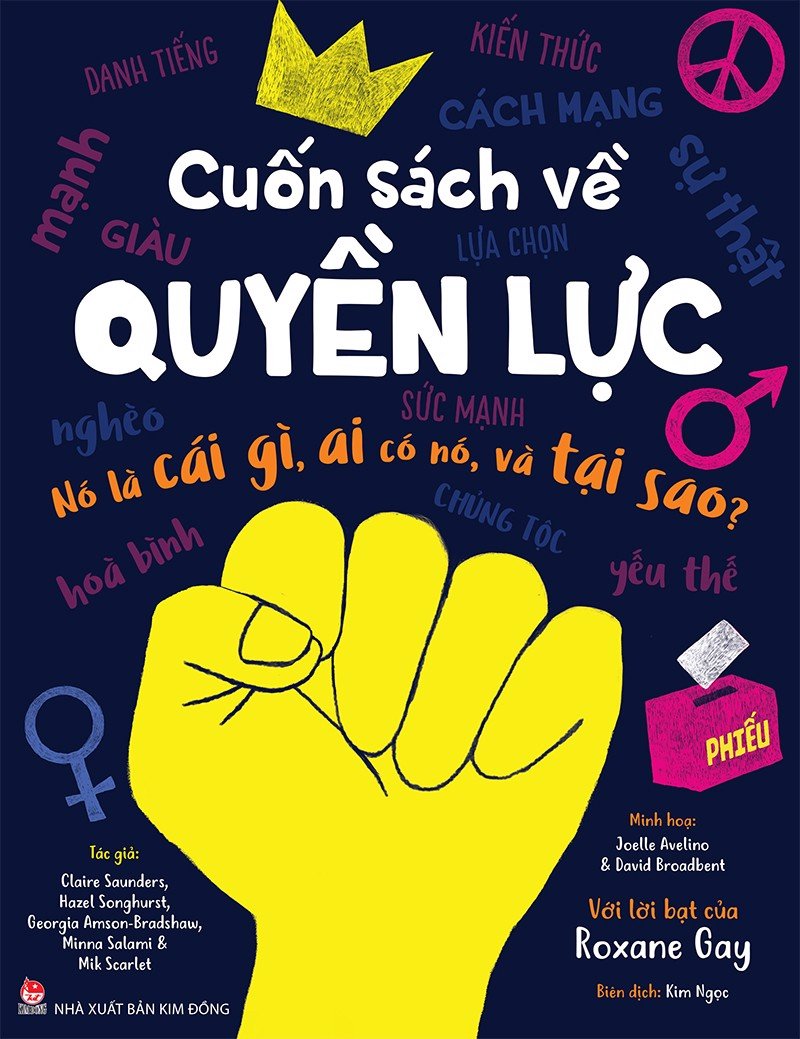 DANH TIẾNG
KIẾN THỨC
CÁCH MẠNG
mạnh
sự thật
Cuốn sách về
GIÀU
LỰA CHỌN
QUYỀN LỰC
nghèo
SỨC MẠNH
Nó là cái gì, ai có nó, và tại sao?
CHỦNG TỘC
hoà bình
yếu thế
PHIẾU
Tác giả:
Claire Saunders,
Hazel Songhurst,
Georgia Amson-Bradshaw,
Minna Salami &
Mik Scarlet
Minh hoạ:
Joelle Avelino
& David Broadbent
Với lời bạt của
Roxane Gay
Biên dịch: Kim Ngọc
KIM ĐỒNG
NHÀ XUẤT BẢN KIM ĐỒNG